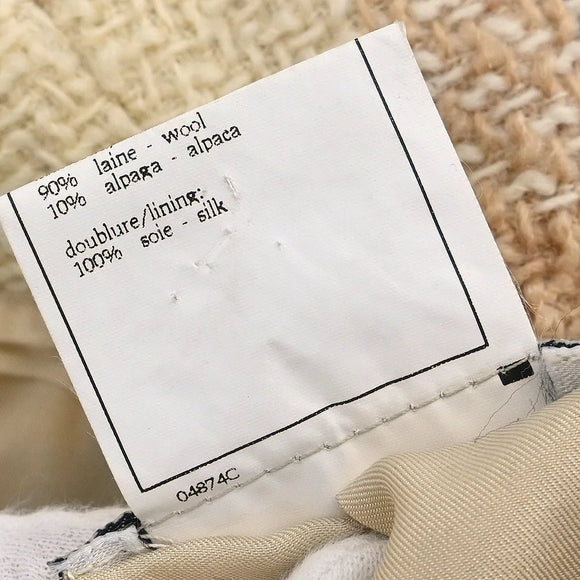 90% laine - wool
10% alpaga - alpaca
doublure/lining:
100% soie - silk
04874C